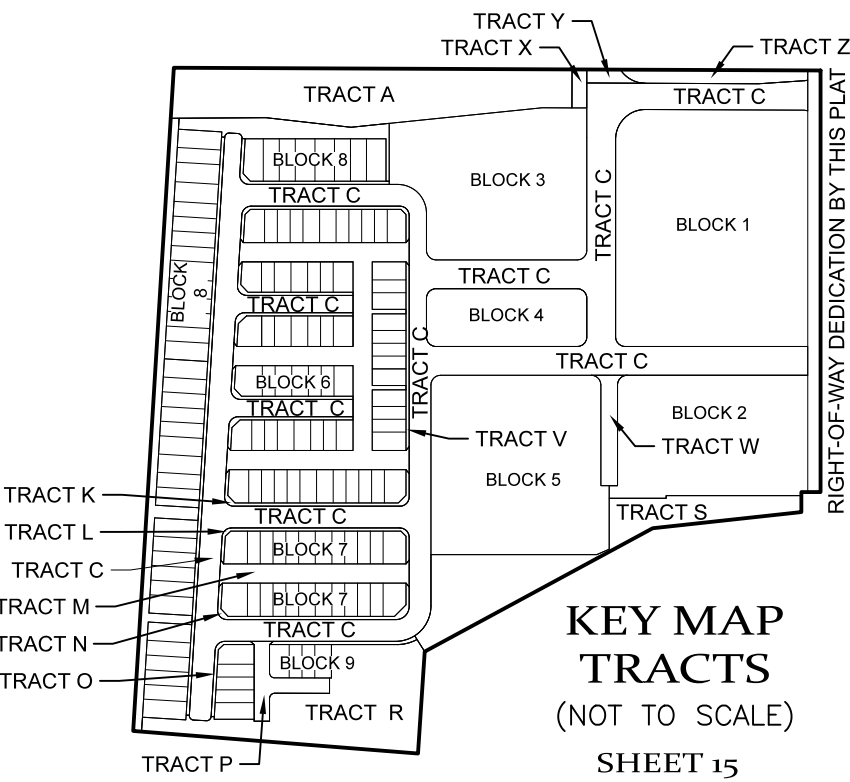 TRACT Y
TRACT X
TRACT Z
TRACT A
TRACT C
RIGHT-OF-WAY DEDICATION BY THIS PLAT
BLOCK 8
BLOCK 3
TRACT C
TRACT C
BLOCK 1
BLOCK
8
TRACT C
TRACT C
BLOCK 4
TRACT C
TRACT C
BLOCK 6
TRACT C
BLOCK 2
TRACT V
TRACT W
BLOCK 5
TRACT K
TRACT C
TRACT S
TRACT L
BLOCK 7
TRACT C
TRACT M
BLOCK 7
TRACT N
TRACT C
BLOCK 9
TRACT O
TRACT R
TRACT P
KEY MAP
TRACTS
(NOT TO SCALE)
SHEET 15